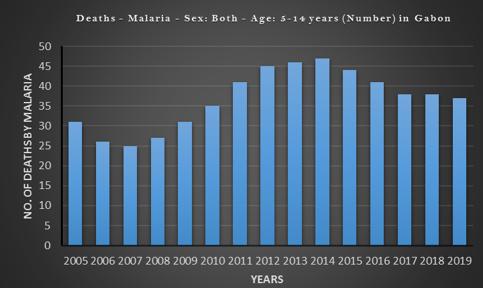 Deaths - Malaria - Sex: Both - Age: 5-14 years (Number) in Gabon
50
45
40
35
30
25
20
15
10
5
0
NO. OF DEATHS BY MALARIA
2005 2006 2007 2008 2009 2010 2011 2012 2013 2014 2015 2016 2017 2018 2019
YEARS